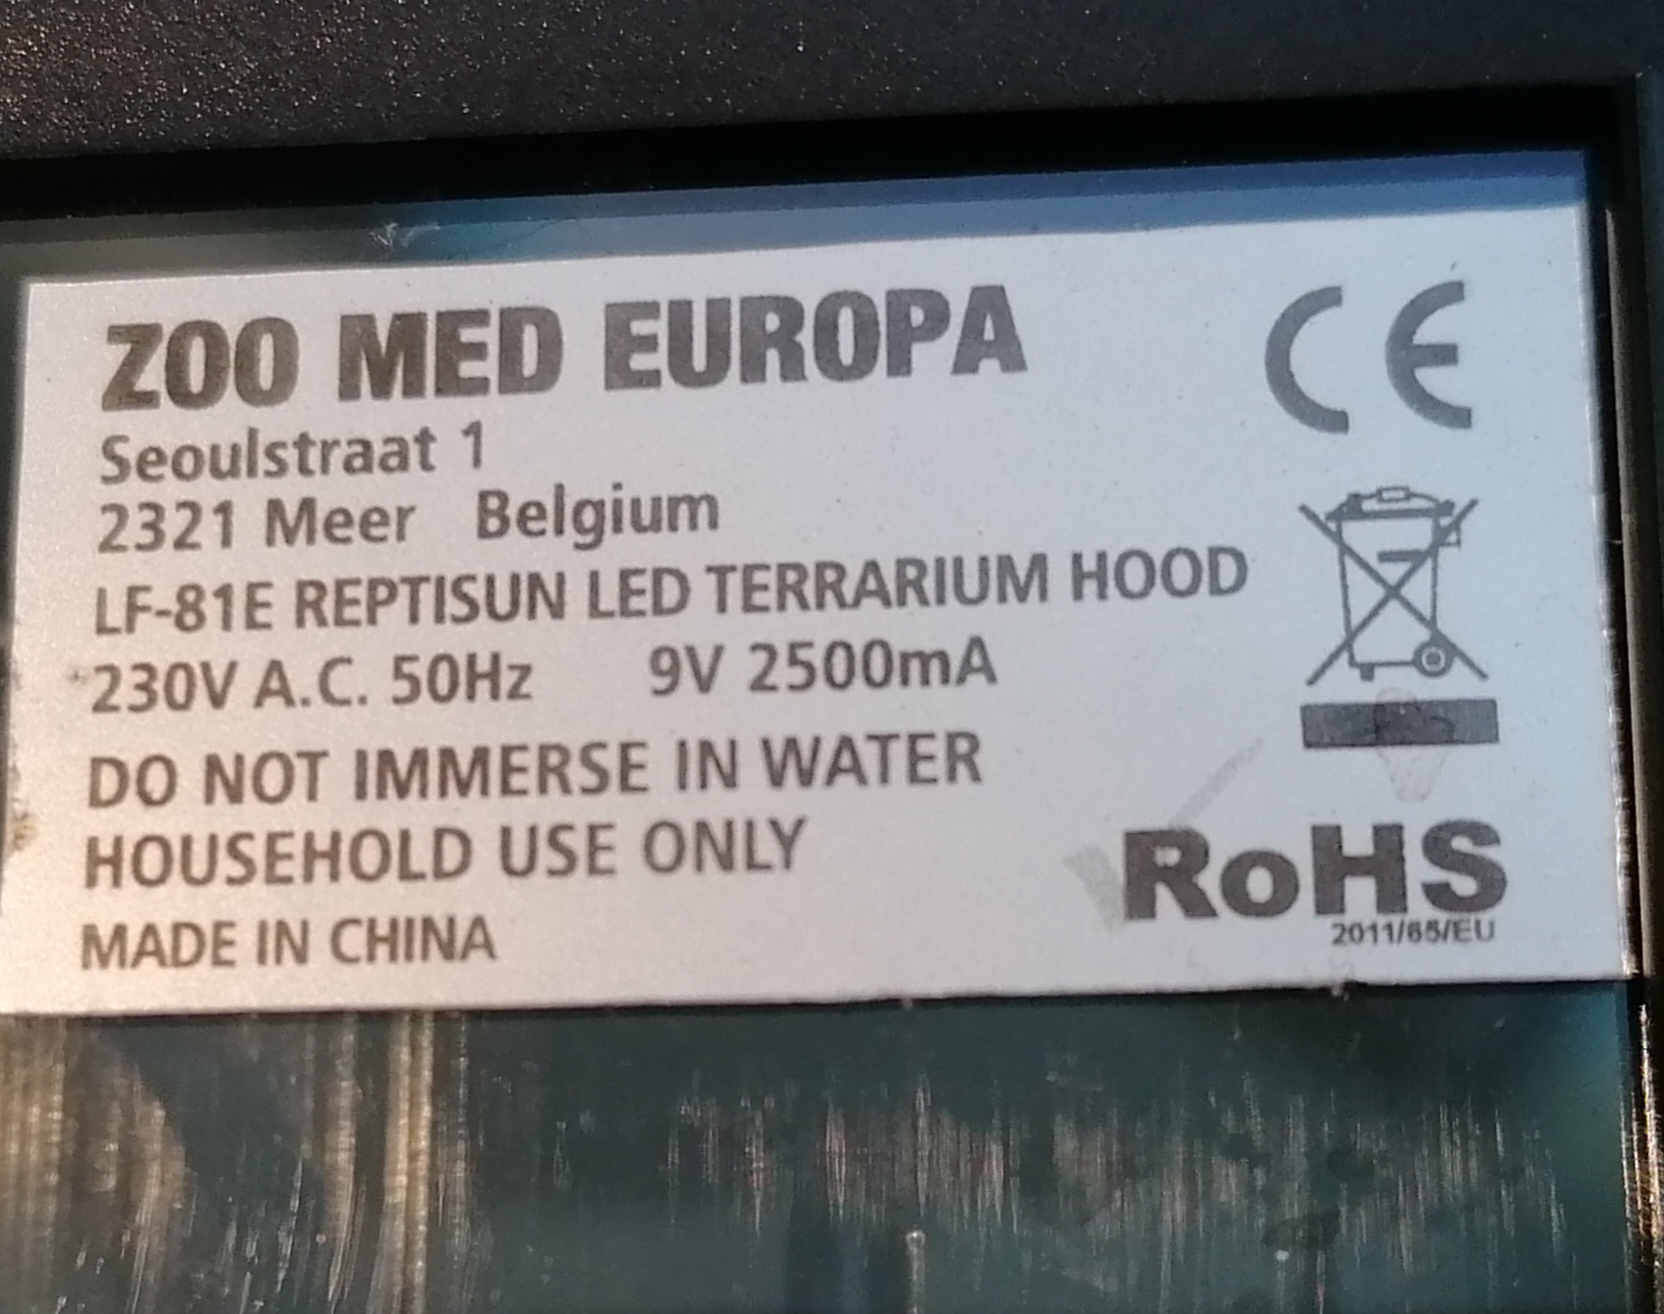 ZOO MED EUROPA
CE
Seoulstraat 1
2321 Meer Belgium
LF-81E REPTISUN LED TERRARIUM HOOD
230V A.C. 50Hz 9V 2500mA
DO NOT IMMERSE IN WATER
HOUSEHOLD USE ONLY
MADE IN CHINA
RoHS
2011/65/EU